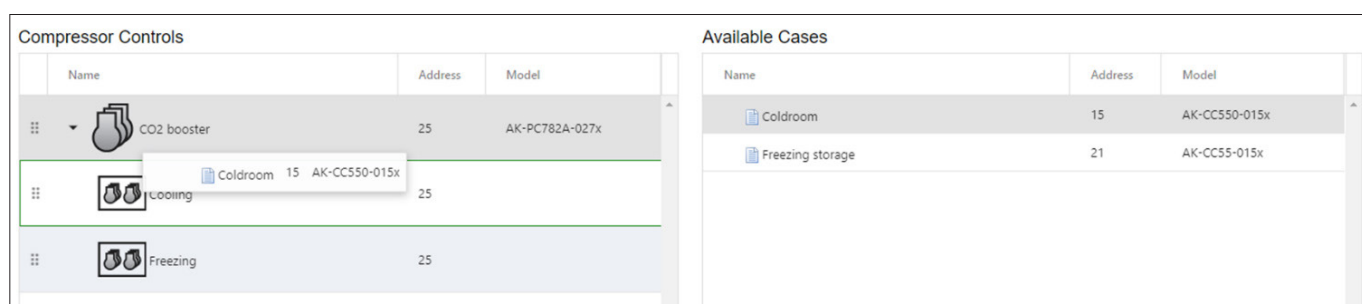 Compressor Controls
Name Address Model
CO2 booster 25 AK-PC782A-027x
Coldroom 15 AK-CC550-015x
Cooling 25
Freezing 25
Available Cases
Name Address Model
Coldroom 15 AK-CC550-015x
Freezing storage 21 AK-CC55-015x